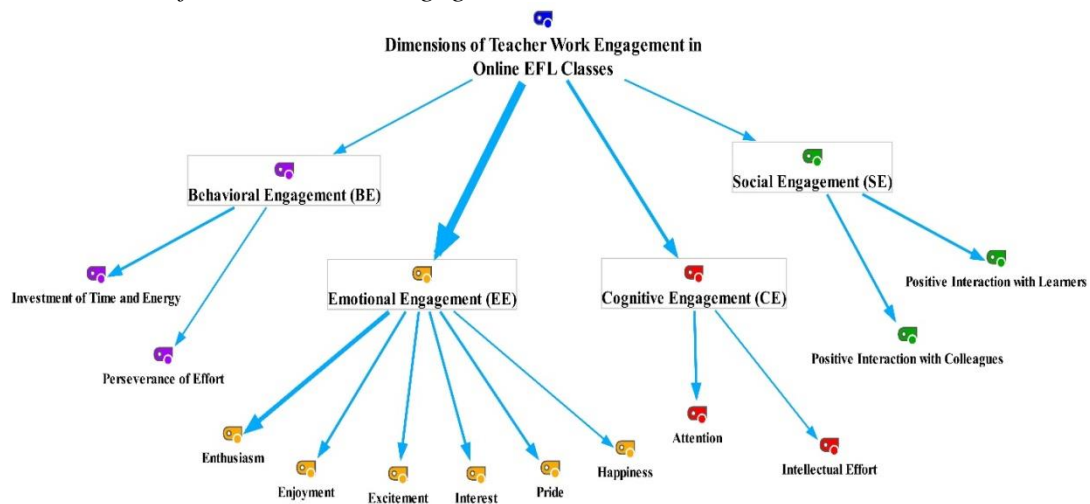 Dimensions of Teacher Work Engagement in
Online EFL Classes
Behavioral Engagement (BE)
Social Engagement (SE)
Investment of Time and Energy
Emotional Engagement (EE)
Cognitive Engagement (CE)
Positive Interaction with Learners
Perseverance of Effort
Positive Interaction with Colleagues
Enthusiasm
Enjoyment
Excitement
Interest
Pride
Happiness
Attention
Intellectual Effort